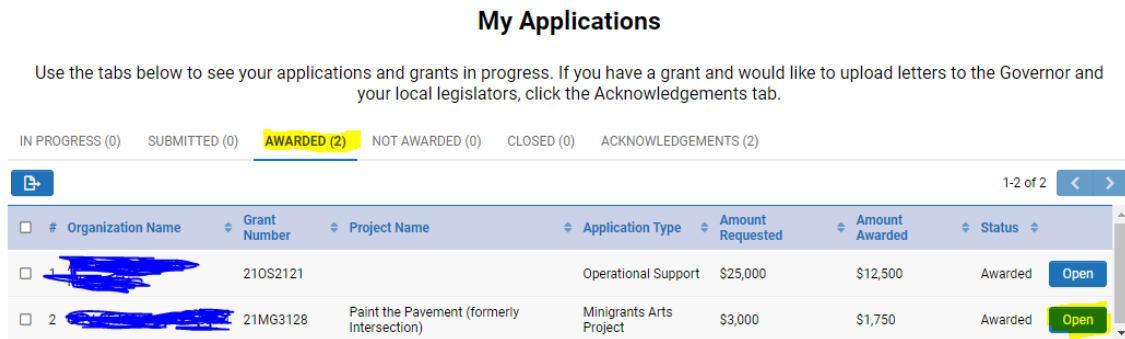 My Applications
Use the tabs below to see your applications and grants in progress. If you have a grant and would like to upload letters to the Governor and
your local legislators, click the Acknowledgements tab.
IN PROGRESS (0) SUBMITTED (0) AWARDED (2) NOT AWARDED (0) CLOSED (0) ACKNOWLEDGEMENTS (2)
1-2 of 2
# Organization Name Grant Number Project Name Application Type Amount Requested Amount Awarded Status
1 21OS2121 Operational Support $25,000 $12,500 Awarded Open
2 21MG3128 Paint the Pavement (formerly Intersection) Minigrants Arts Project $3,000 $1,750 Awarded Open